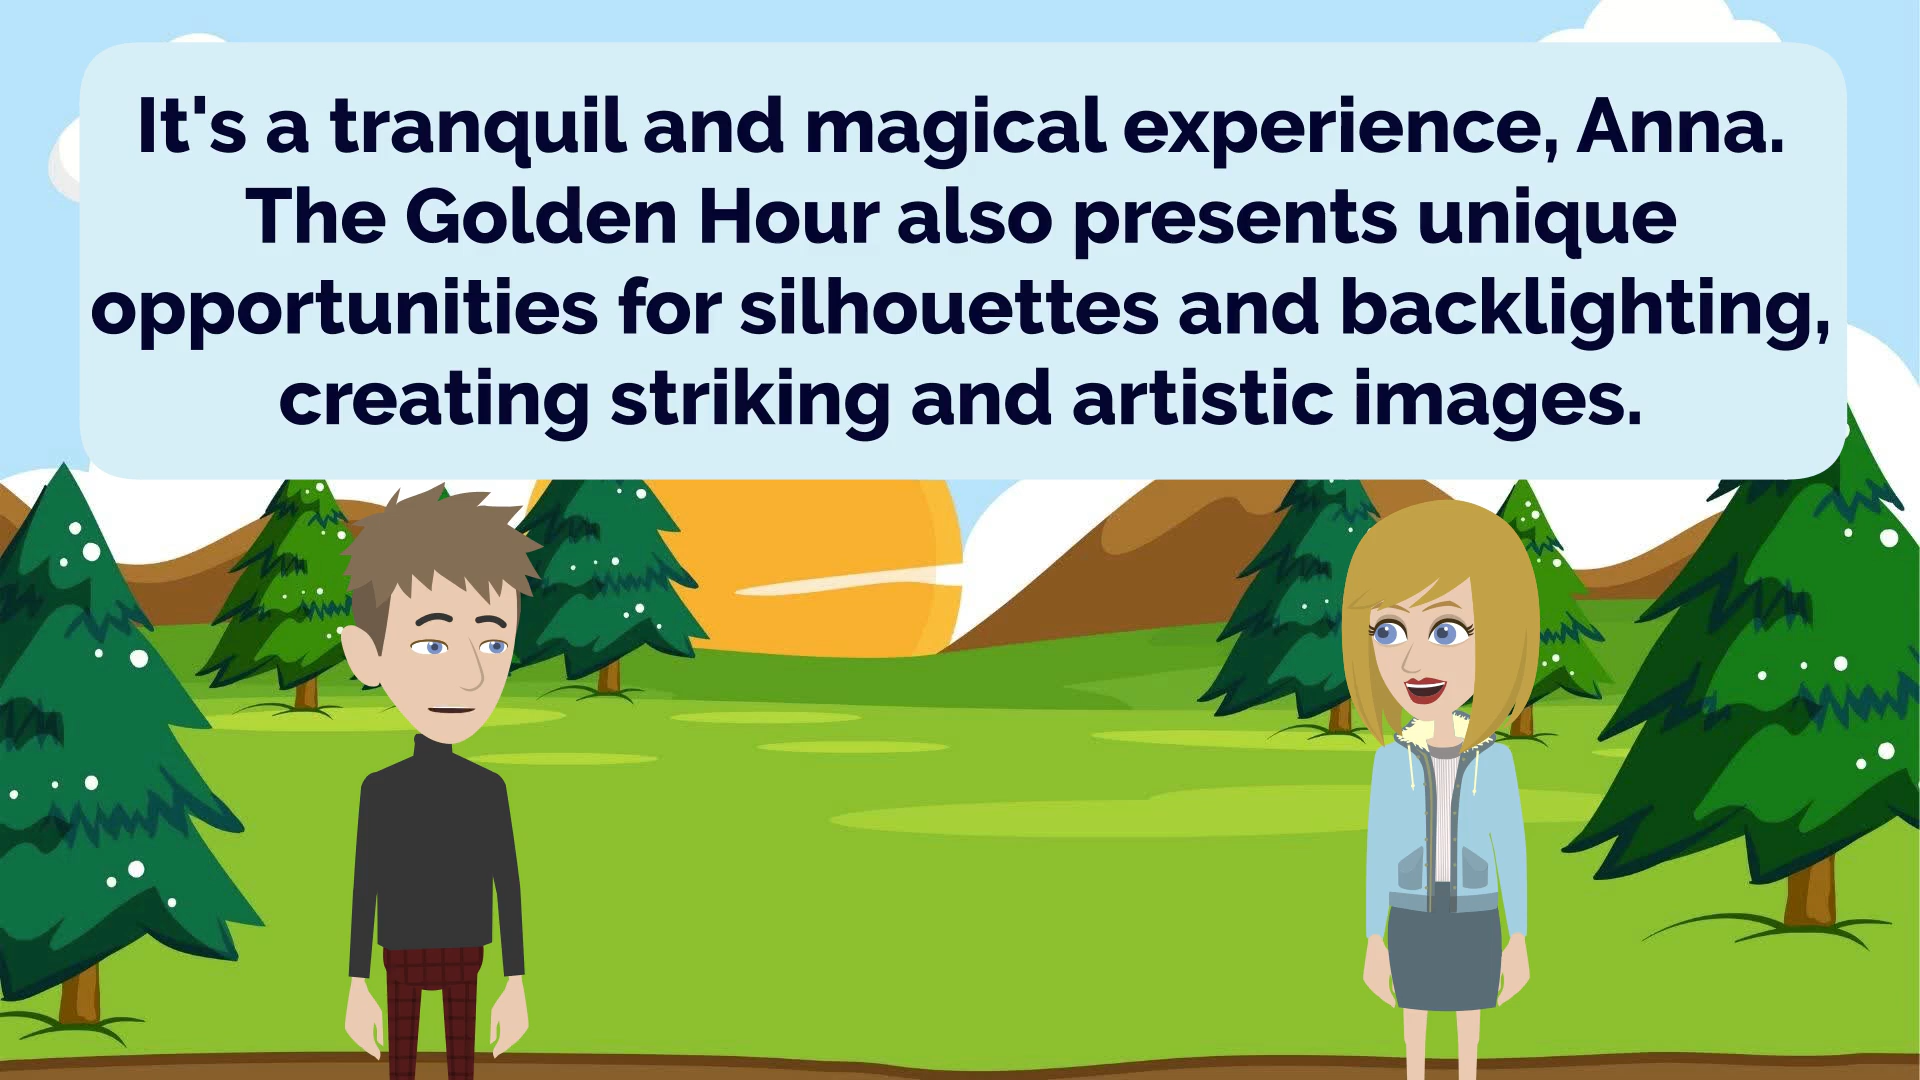 It's a tranquil and magical experience, Anna.
The Golden Hour also presents unique
opportunities for silhouettes and backlighting,
creating striking and artistic images.